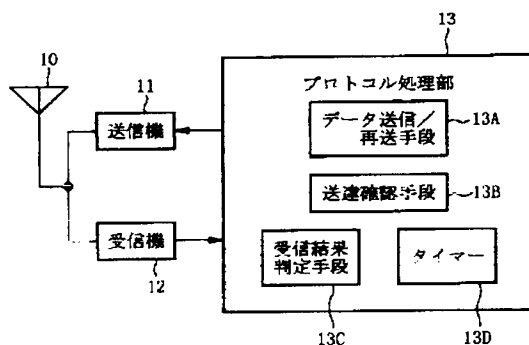 13
10
11
プロトコル処理部
送信機
データ送信/
再送手段
13A
送達確認手段
13B
受信機
12
受信結果
判定手段
タイマー
13C
13D